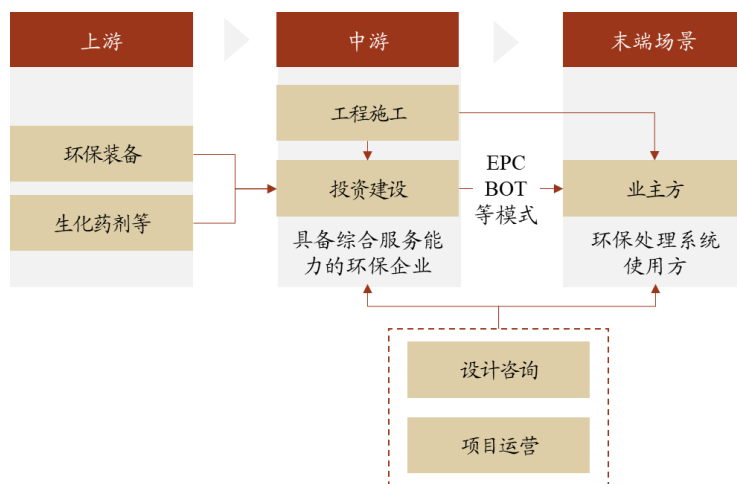 上游
中游
末端场景
工程施工
环保装备
生化药剂等
投资建设
EPC
BOT
等模式
业主方
具备综合服务能
力的环保企业
环保处理系统
使用方
设计咨询
项目运营